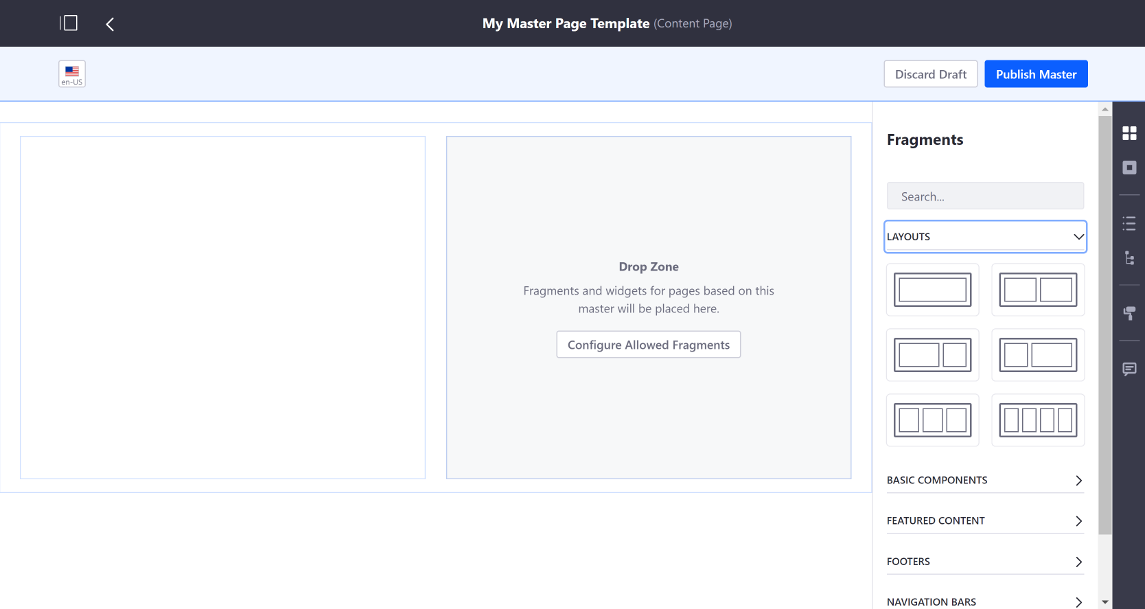 My Master Page Template (Content Page)
en-US
Discard Draft
Publish Master
Drop Zone
Fragments and widgets for pages based on this
master will be placed here.
Configure Allowed Fragments
Fragments
Search...
LAYOUTS
BASIC COMPONENTS
FEATURED CONTENT
FOOTERS
NAVIGATION BARS